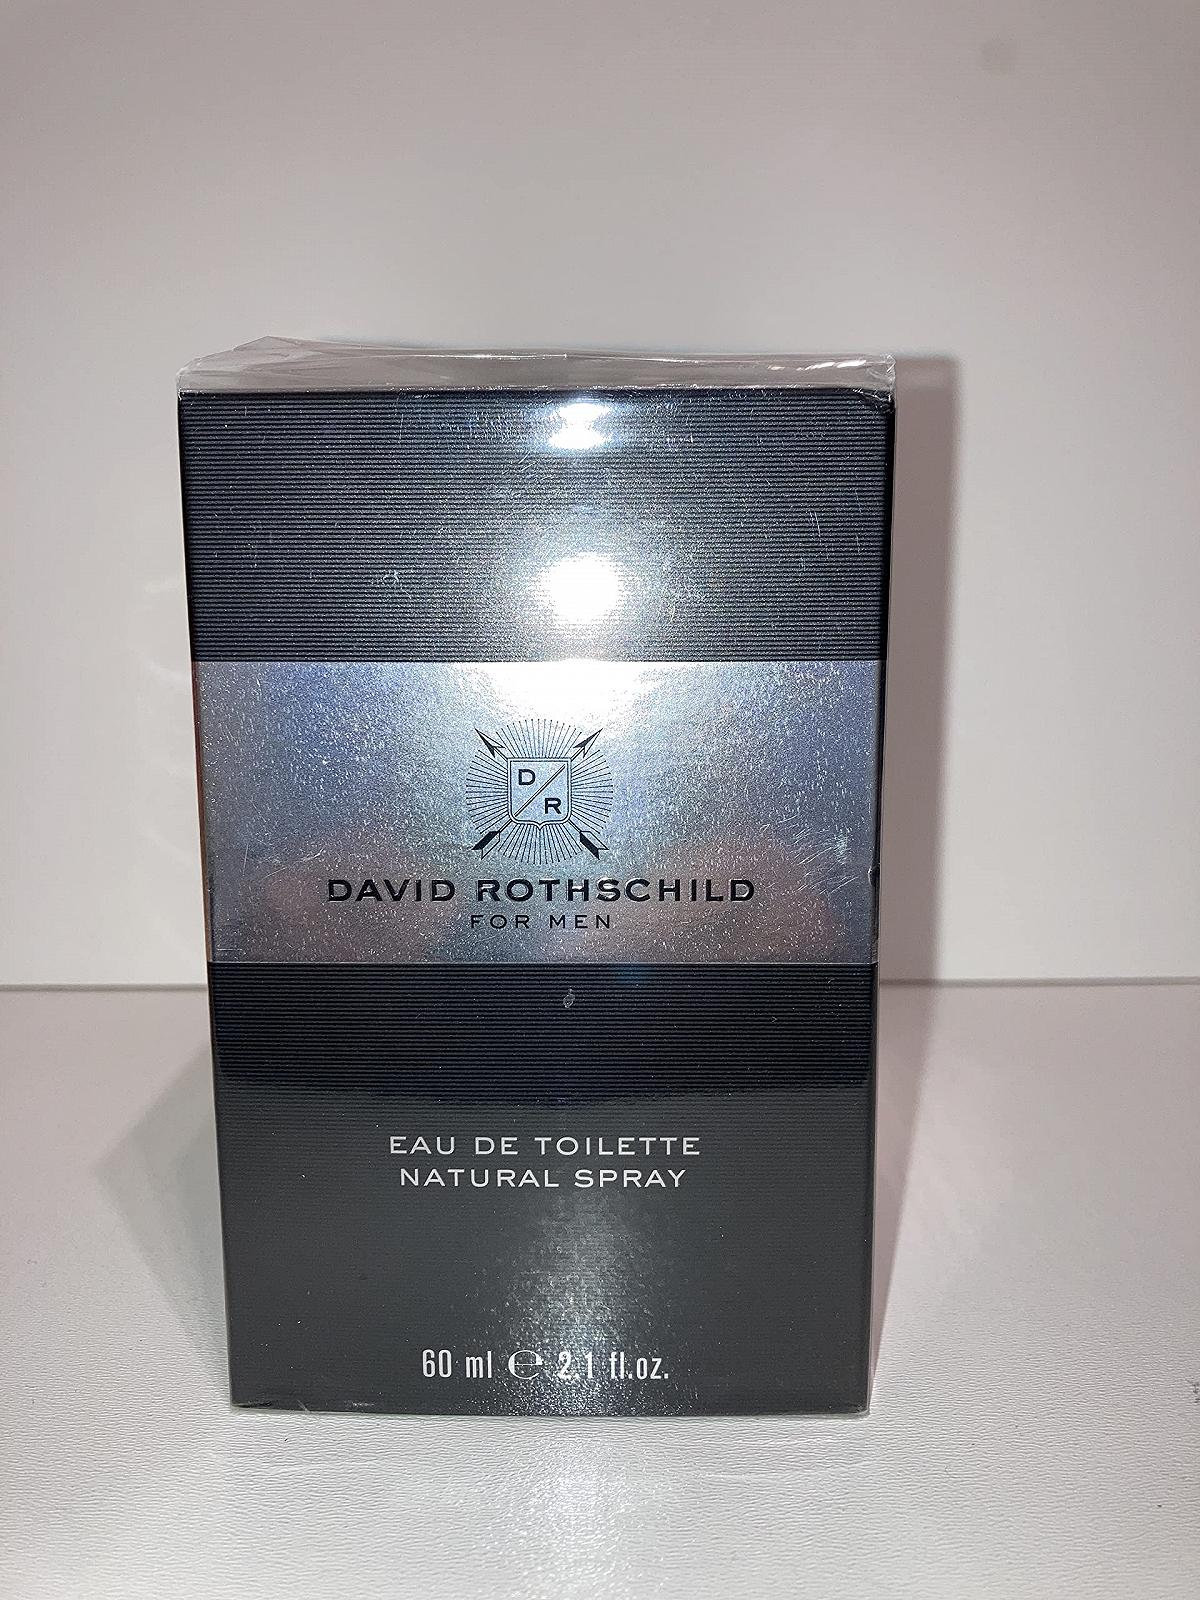 D
R
DAVID ROTHSCHILD
FOR MEN
EAU DE TOILETTE
NATURAL SPRAY
60 ml ℮ 2.1 fl.oz.